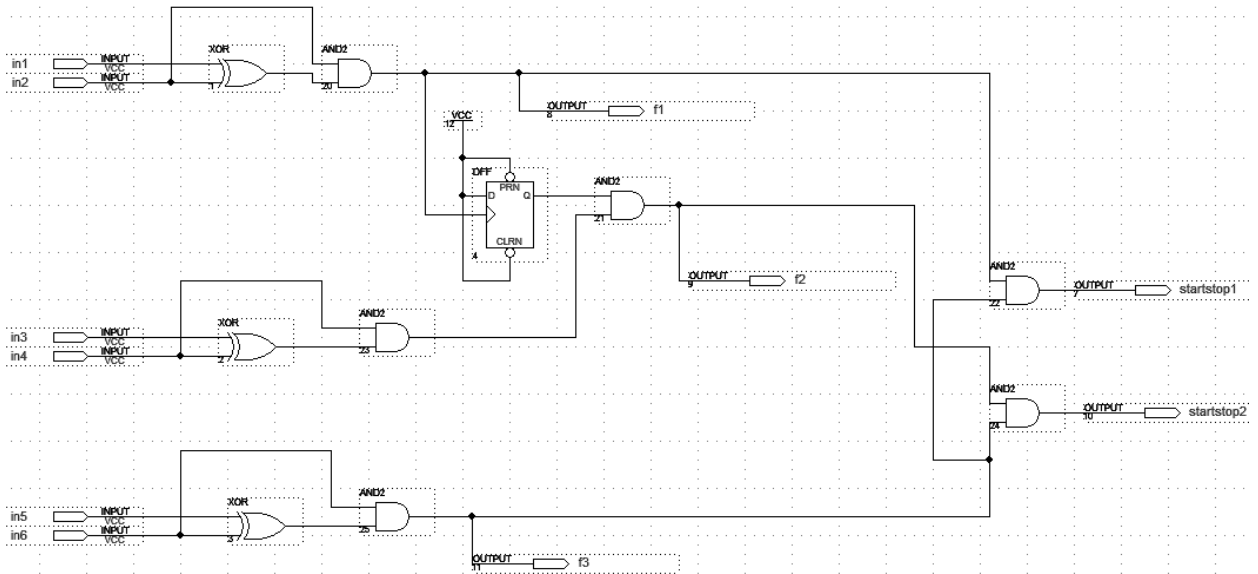 XOR
AND2
in1 INPUT
VCC
in2 INPUT
VCC
1
20
OUTPUT f1
8
VCC
12
DFF
PRN
D Q
CLRN
4
AND2
21
OUTPUT f2
9
AND2
22
OUTPUT startstop1
7
AND2
XOR
in3 INPUT
VCC
in4 INPUT
VCC
2
23
AND2
24
OUTPUT startstop2
10
AND2
XOR
in5 INPUT
VCC
in6 INPUT
VCC
3
25
OUTPUT f3
11